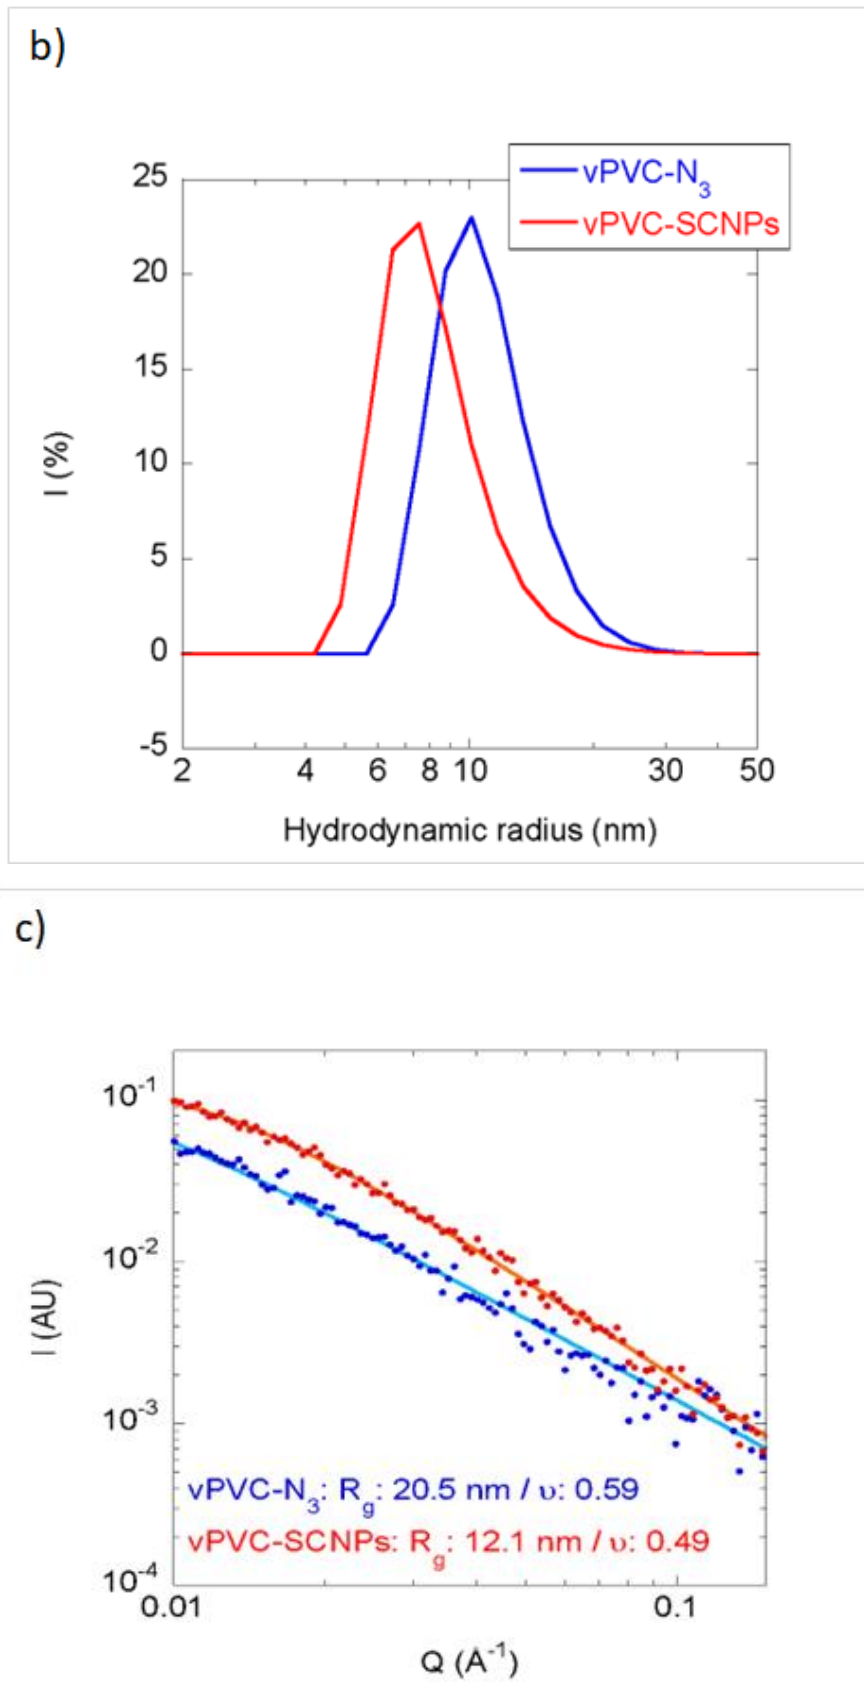 b)
vPVC-N₃
vPVC-SCNPs
25
20
15
10
5
0
-5
I (%)
2 4 6 8 10 30 50
Hydrodynamic radius (nm)
c)
10⁻¹
10⁻²
10⁻³
10⁻⁴
I (AU)
vPVC-N₃: R_g: 20.5 nm / υ: 0.59
vPVC-SCNPs: R_g: 12.1 nm / υ: 0.49
0.01 0.1
Q (Å⁻¹)